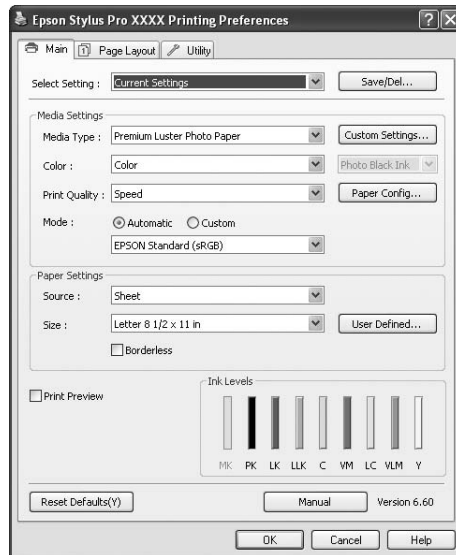 Epson Stylus Pro XXXX Printing Preferences
Main Page Layout Utility
Select Setting : Current Settings Save/Del...
Media Settings
Media Type : Premium Luster Photo Paper Custom Settings...
Color : Color Photo Black Ink
Print Quality : Speed Paper Config...
Mode : Automatic Custom
EPSON Standard (sRGB)
Paper Settings
Source : Sheet
Size : Letter 8 1/2 x 11 in User Defined...
Borderless
Print Preview
Ink Levels
MK PK LK LLK C VM LC VLM Y
Reset Defaults(Y) Manual Version 6.60
OK Cancel Help